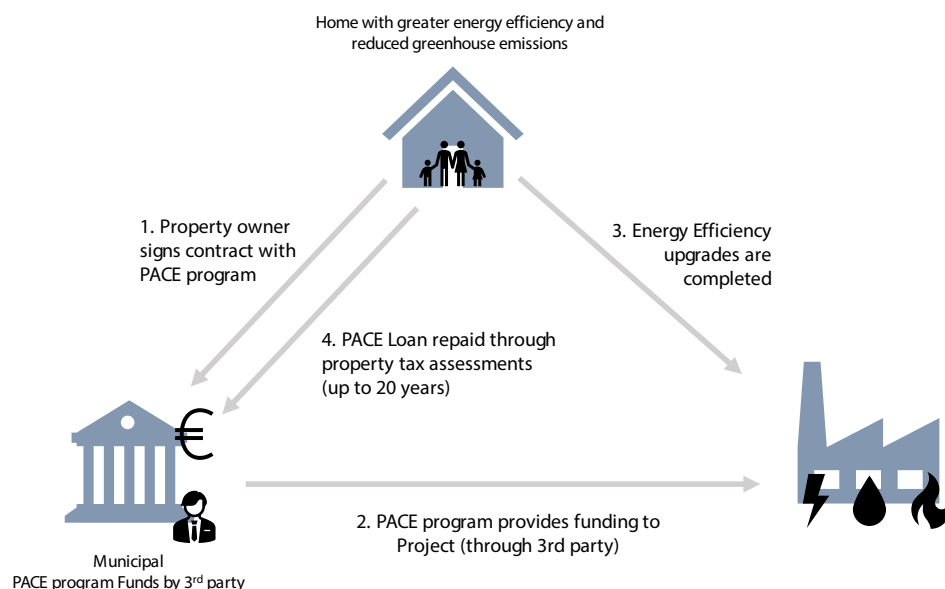 Home with greater energy efficiency and
reduced greenhouse emissions
1. Property owner
signs contract with
PACE program
3. Energy Efficiency
upgrades are
completed
4. PACE Loan repaid through
property tax assessments
(up to 20 years)
€
2. PACE program provides funding to
Project (through 3rd party)
Municipal
PACE program Funds by 3rd party